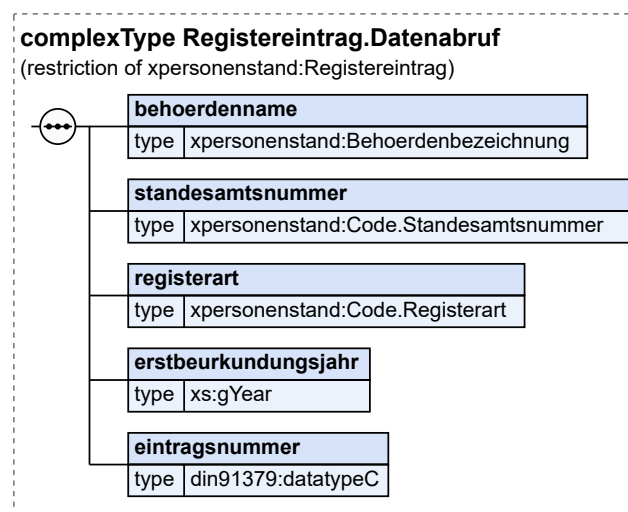 complexType Registereintrag.Datenabruf
(restriction of xpersonenstand:Registereintrag)
behoerdenname
type xpersonenstand:Behoerdenbezeichnung
standesamtsnummer
type xpersonenstand:Code.Standesamtsnummer
registerart
type xpersonenstand:Code.Registerart
erstbeurkundungsjahr
type xs:gYear
eintragsnummer
type din91379:datatypeC